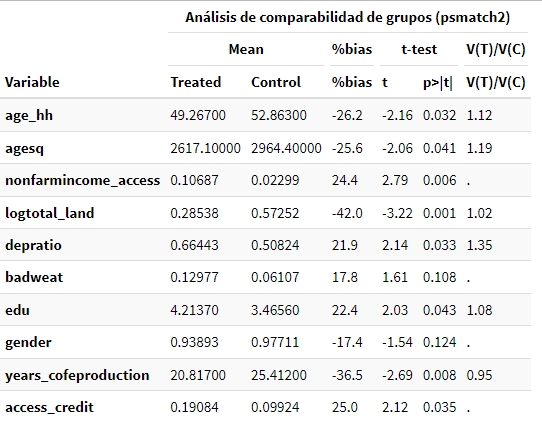 Análisis de comparabilidad de grupos (psmatch2)
Mean %bias t-test V(T)/V(C)
Variable Treated Control %bias t p>|t| V(T)/V(C)
age_hh 49.26700 52.86300 -26.2 -2.16 0.032 1.12
agesq 2617.10000 2964.40000 -25.6 -2.06 0.041 1.19
nonfarmincome_access 0.10687 0.02299 24.4 2.79 0.006 .
logtotal_land 0.28538 0.57252 -42.0 -3.22 0.001 1.02
depratio 0.66443 0.50824 21.9 2.14 0.033 1.35
badweat 0.12977 0.06107 17.8 1.61 0.108 .
edu 4.21370 3.46560 22.4 2.03 0.043 1.08
gender 0.93893 0.97711 -17.4 -1.54 0.124 .
years_cofeproduction 20.81700 25.41200 -36.5 -2.69 0.008 0.95
access_credit 0.19084 0.09924 25.0 2.12 0.035 .